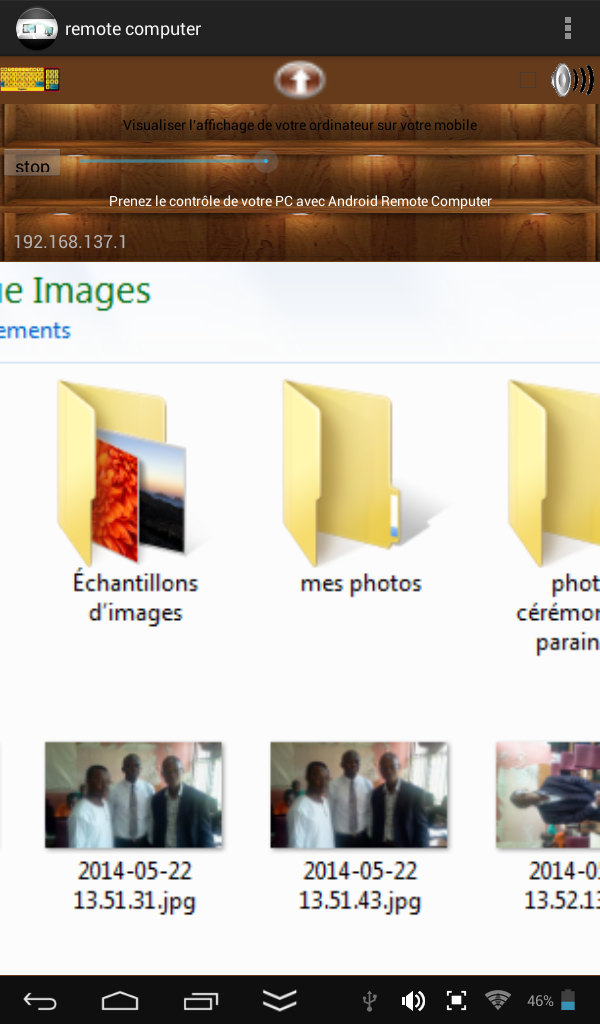 remote computer
Visualiser l'affichage de votre ordinateur sur votre mobile
stop
Prenez le contrôle de votre PC avec Android Remote Computer
192.168.137.1
e Images
ements
Échantillons
d'images
mes photos
phot
cérémor
parain
2014-05-22
13.51.31.jpg
2014-05-22
13.51.43.jpg
2014-0
13.52.13
46%